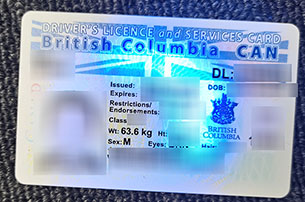 DRIVER'S LICENCE and SERVICES CARD
British Columbia CAN
DL:
Issued:
Expires:
DOB:
Restrictions/
Endorsements:
Class
Wt: 63.6 kg Ht:
BRITISH
COLUMBIA
Sex: M Eyes: Hair: